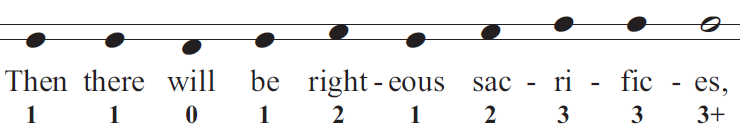 Then there will be right - eous sac - ri - fic - es,
1 1 0 1 2 1 2 3 3 3+